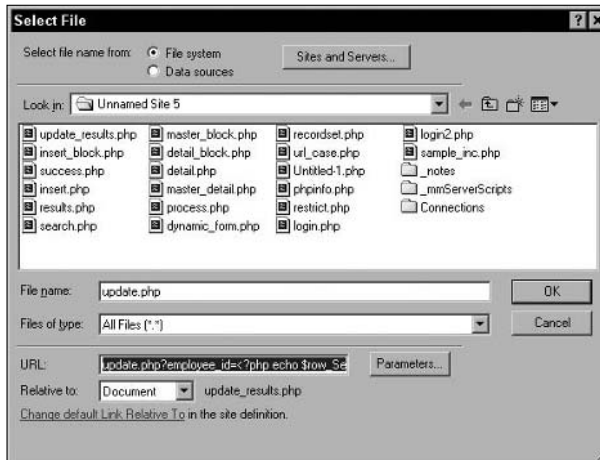 Select File
Select file name from: File system
Data sources
Sites and Servers...
Look in: Unnamed Site 5
update_results.php master_block.php recordset.php login2.php
insert_block.php detail_block.php url_case.php sample_inc.php
success.php detail.php Untitled-1.php _notes
insert.php master_detail.php phpinfo.php _mmServerScripts
results.php process.php restrict.php Connections
search.php dynamic_form.php login.php
File name: update.php OK
Files of type: All Files (*.*) Cancel
URL: update.php?employee_id=<?php echo $row_Se Parameters...
Relative to: Document update_results.php
Change default Link Relative To in the site definition.